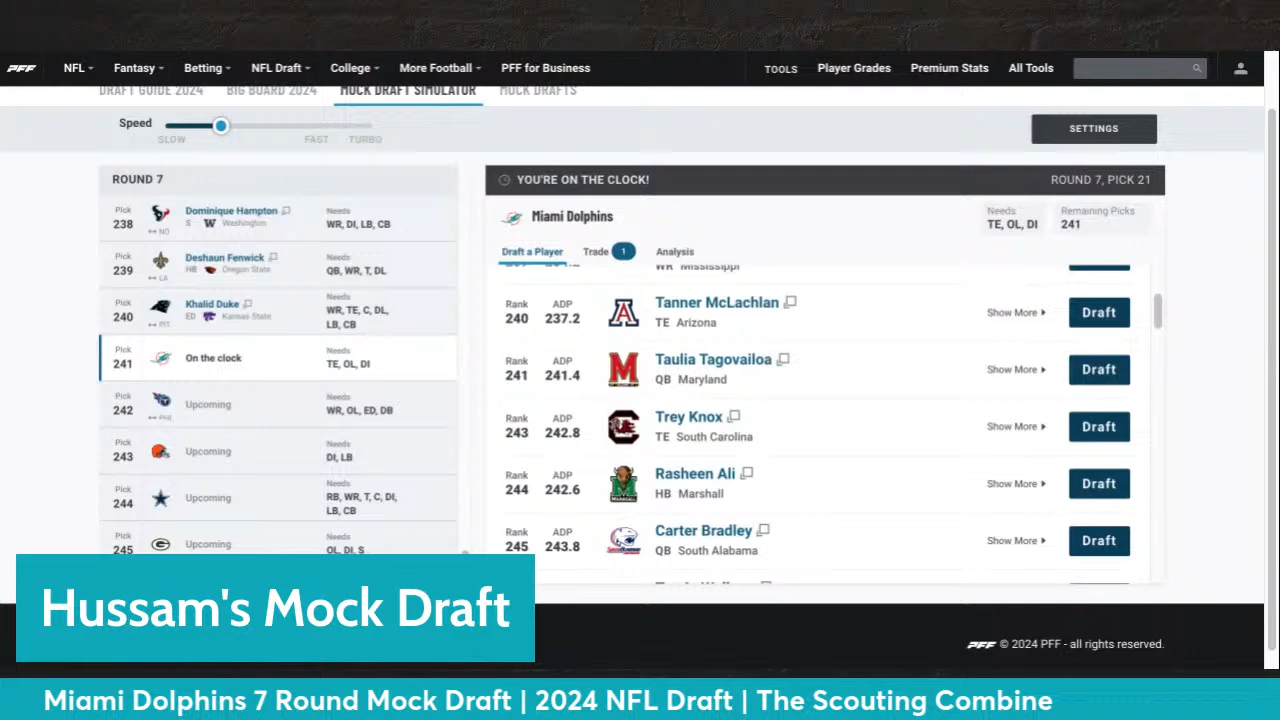 PFF NFL Fantasy Betting NFL Draft College More Football PFF for Business TOOLS Player Grades Premium Stats All Tools
DRAFT GUIDE 2024 BIG BOARD 2024 MOCK DRAFT SIMULATOR MOCK DRAFTS
Speed
SLOW FAST TURBO
SETTINGS
ROUND 7
Pick
238
NO
Dominique Hampton
S W Washington
Needs
WR, DI, LB, CB
Pick
239
LA
Deshaun Fenwick
HB Oregon State
Needs
QB, WR, T, DL
Pick
240
PIT
Khalid Duke
ED Kansas State
Needs
WR, TE, C, DL,
LB, CB
Pick
241
On the clock
Needs
TE, OL, DI
Pick
242
PHI
Upcoming
Needs
WR, OL, ED, DB
Pick
243
Upcoming
Needs
DI, LB
Pick
244
Upcoming
Needs
RB, WR, T, C, DI,
LB, CB
Pick
245
Upcoming
Needs
OL, DI, S
YOU'RE ON THE CLOCK! ROUND 7, PICK 21
Miami Dolphins
Needs
TE, OL, DI
Remaining Picks
241
Draft a Player Trade 1 Analysis
WR Mississippi
Rank
240
ADP
237.2
Tanner McLachlan
TE Arizona
Show More
Draft
Rank
241
ADP
241.4
Taulia Tagovailoa
QB Maryland
Show More
Draft
Rank
243
ADP
242.8
Trey Knox
TE South Carolina
Show More
Draft
Rank
244
ADP
242.6
Rasheen Ali
HB Marshall
Show More
Draft
Rank
245
ADP
243.8
Carter Bradley
QB South Alabama
Show More
Draft
Hussam's Mock Draft
PFF © 2024 PFF - all rights reserved.
Miami Dolphins 7 Round Mock Draft | 2024 NFL Draft | The Scouting Combine